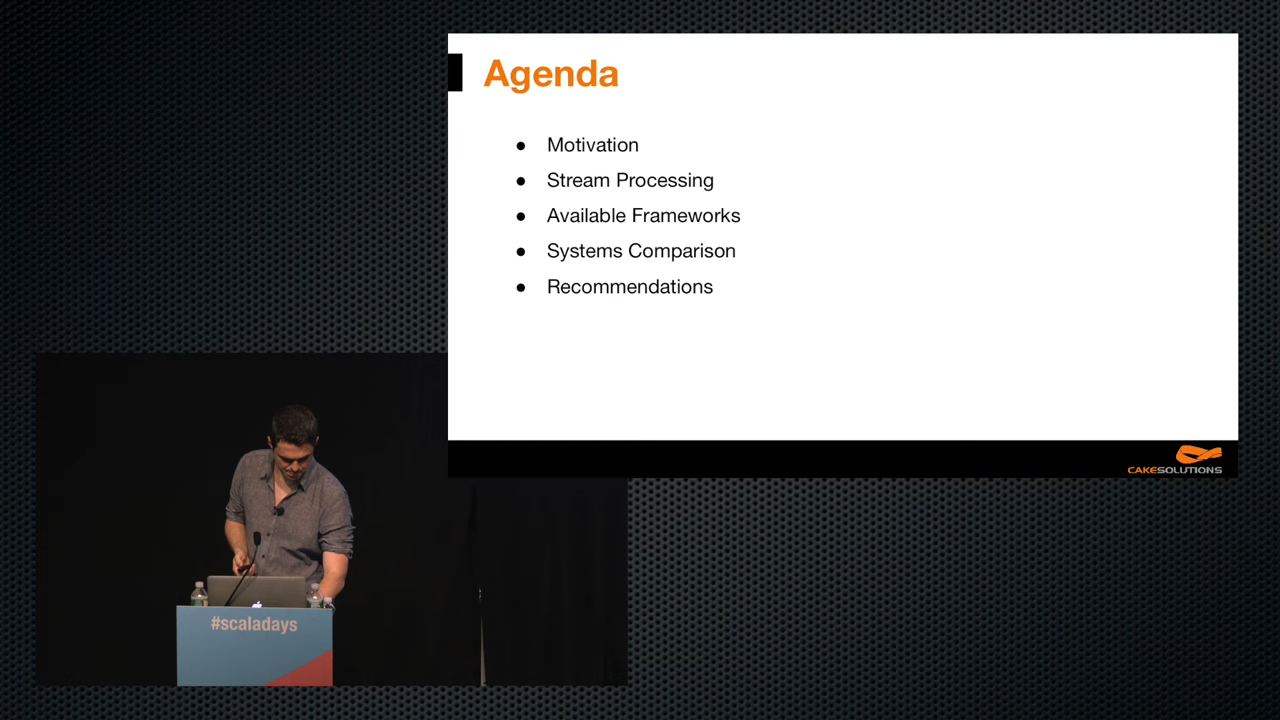 Agenda
● Motivation
● Stream Processing
● Available Frameworks
● Systems Comparison
● Recommendations
CAKESOLUTIONS
#scaladays